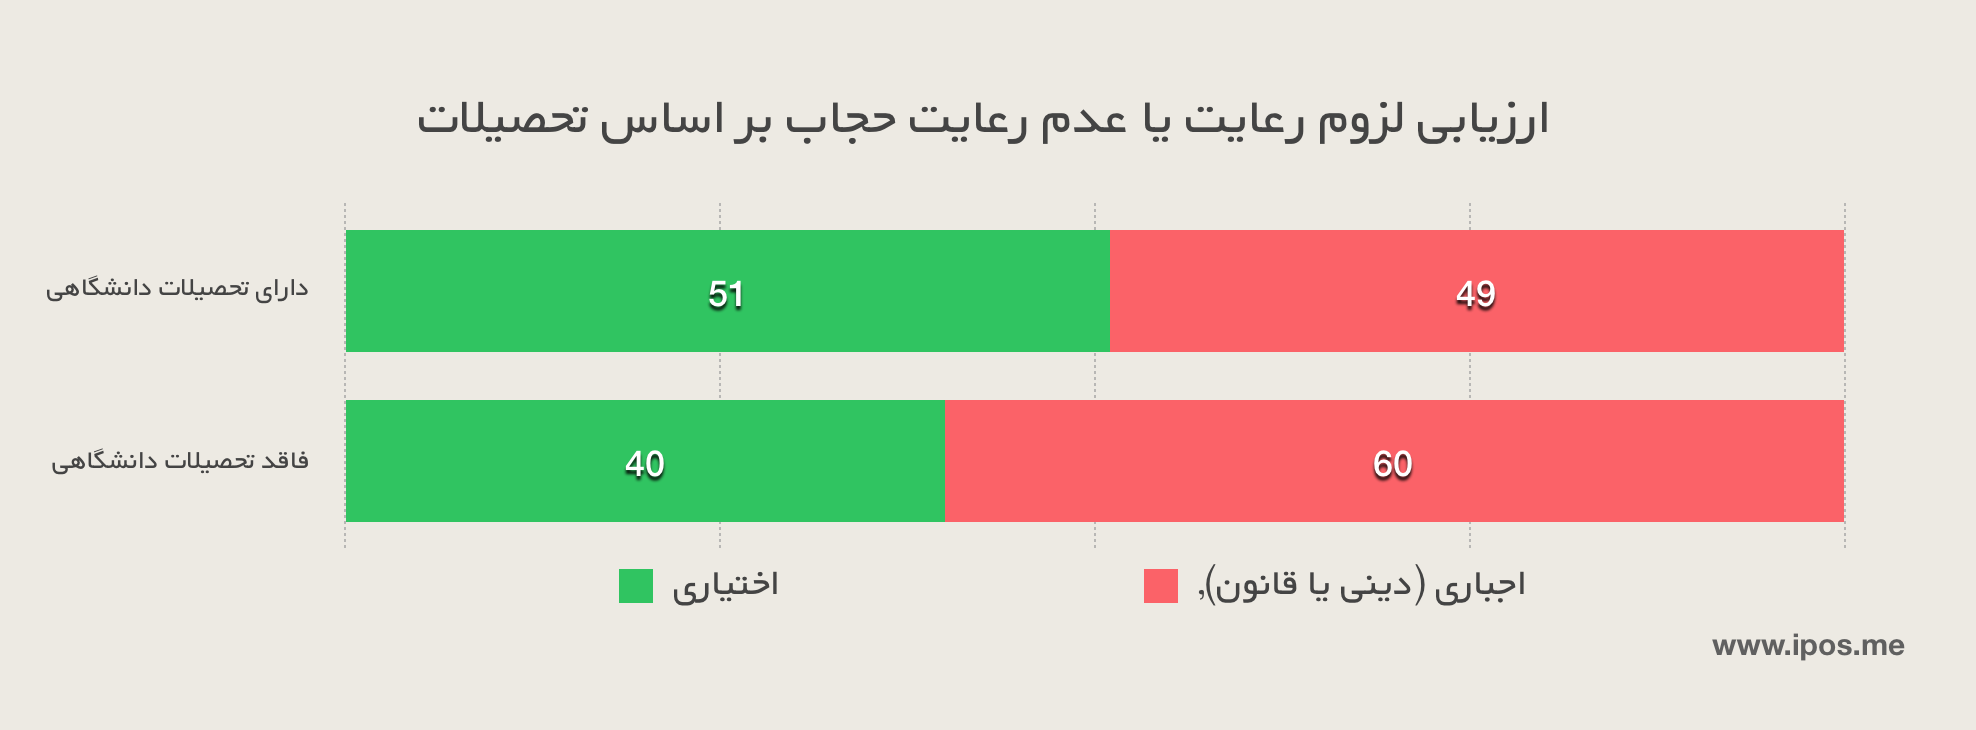 ارزیابی لزوم رعایت یا عدم رعایت حجاب بر اساس تحصیلات
دارای تحصیلات دانشگاهی
51
49
فاقد تحصیلات دانشگاهی
40
60
اجباری (دینی یا قانون),
اختیاری
www.ipos.me